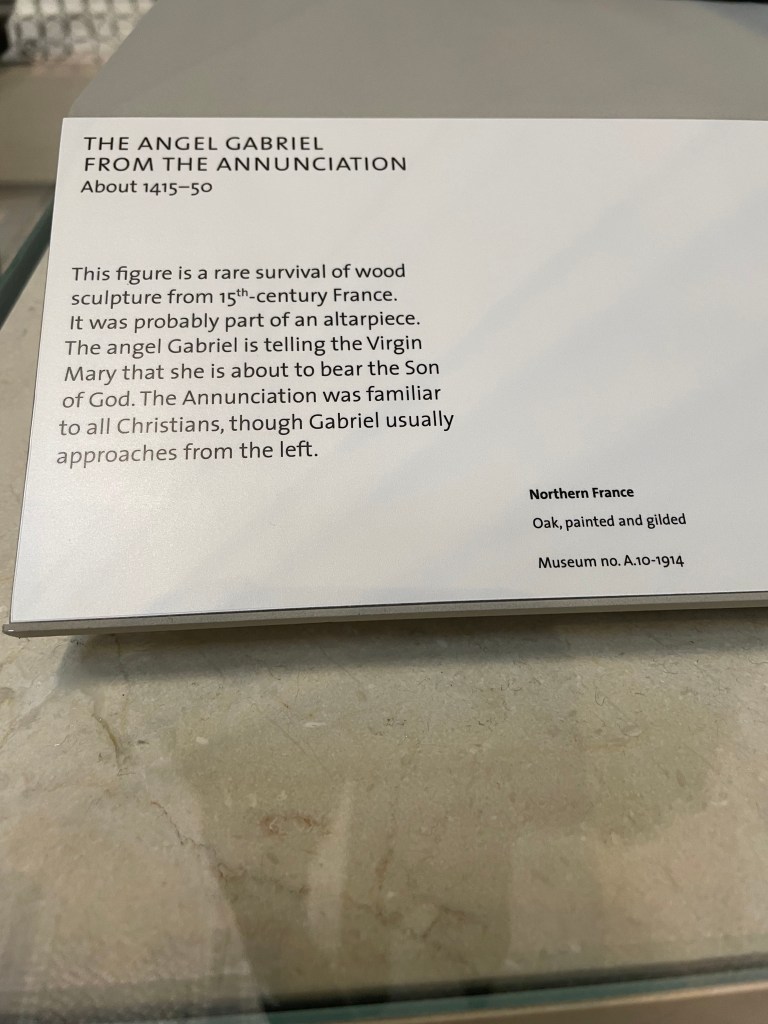 THE ANGEL GABRIEL
FROM THE ANNUNCIATION
About 1415–50
This figure is a rare survival of wood
sculpture from 15th-century France.
It was probably part of an altarpiece.
The angel Gabriel is telling the Virgin
Mary that she is about to bear the Son
of God. The Annunciation was familiar
to all Christians, though Gabriel usually
approaches from the left.
Northern France
Oak, painted and gilded
Museum no. A.10-1914